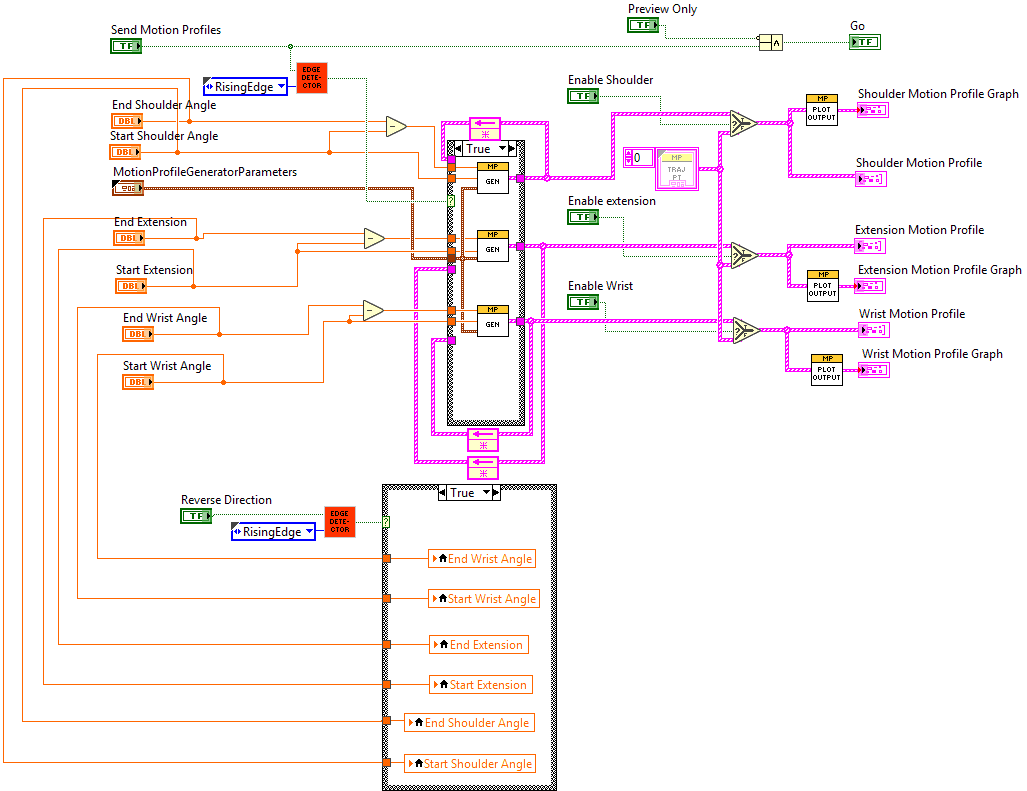 Preview Only
TF
Go
TF
Send Motion Profiles
TF
RisingEdge
EDGE
DETE-
CTOR
Enable Shoulder
TF
MP
PLOT
OUTPUT
Shoulder Motion Profile Graph
End Shoulder Angle
DBL
Start Shoulder Angle
DBL
True
MP
GEN
0
MP
TRAJ
PT
Shoulder Motion Profile
MotionProfileGeneratorParameters
Enable extension
TF
End Extension
DBL
MP
GEN
Extension Motion Profile
Start Extension
DBL
MP
PLOT
OUTPUT
Extension Motion Profile Graph
Enable Wrist
TF
End Wrist Angle
DBL
MP
GEN
Wrist Motion Profile
Start Wrist Angle
DBL
MP
PLOT
OUTPUT
Wrist Motion Profile Graph
True
Reverse Direction
TF
RisingEdge
EDGE
DETE-
CTOR
End Wrist Angle
Start Wrist Angle
End Extension
Start Extension
End Shoulder Angle
Start Shoulder Angle